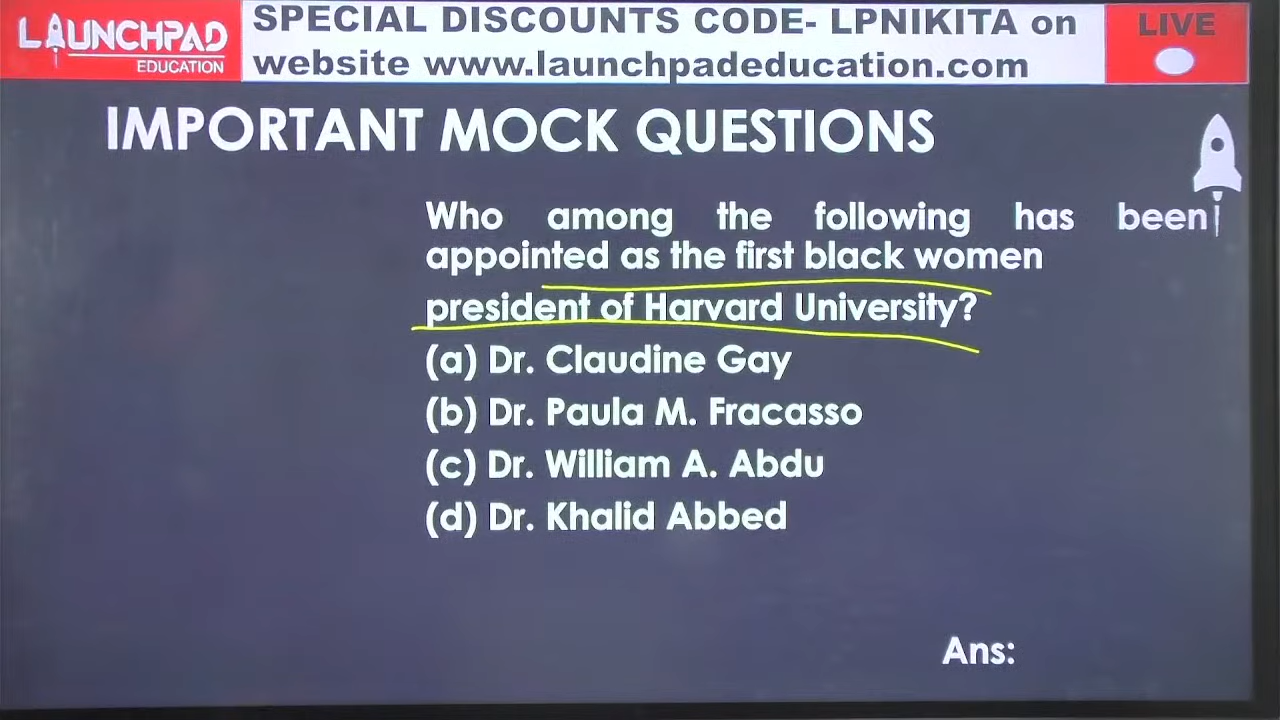 LAUNCHPAD
EDUCATION
SPECIAL DISCOUNTS CODE- LPNIKITA on
website www.launchpadeducation.com
LIVE
IMPORTANT MOCK QUESTIONS
Who among the following has been
appointed as the first black women
president of Harvard University?
(a) Dr. Claudine Gay
(b) Dr. Paula M. Fracasso
(c) Dr. William A. Abdu
(d) Dr. Khalid Abbed
Ans: